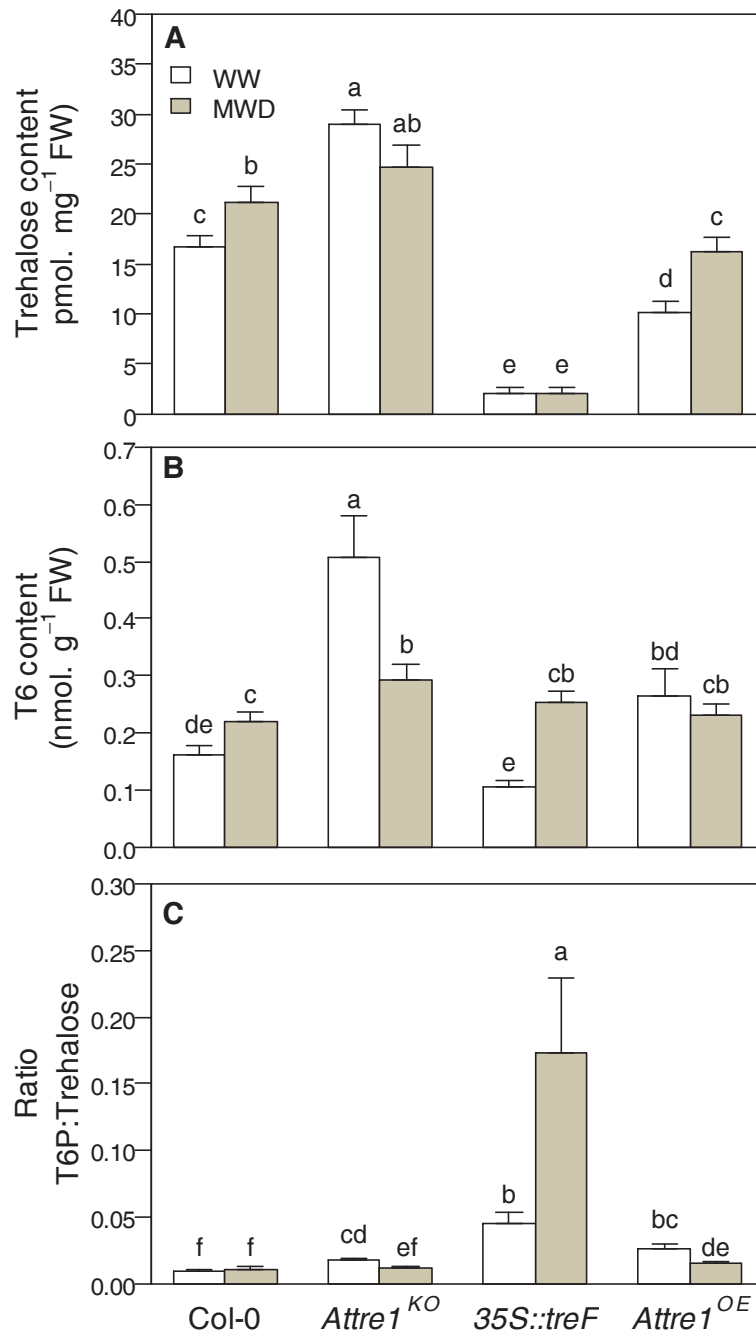 A
WW
MWD
Trehalose content
pmol. mg⁻¹ FW)
40
35
30
25
20
15
10
5
0
c
b
a
ab
e
e
d
c
B
T6 content
(nmol. g⁻¹ FW)
0.7
0.6
0.5
0.4
0.3
0.2
0.1
0.0
de
c
a
b
e
cb
bd
cb
C
Ratio
T6P:Trehalose
0.30
0.25
0.20
0.15
0.10
0.05
0.00
f
f
cd
ef
b
a
bc
de
Col-0 Attre1^KO 35S::treF Attre1^OE